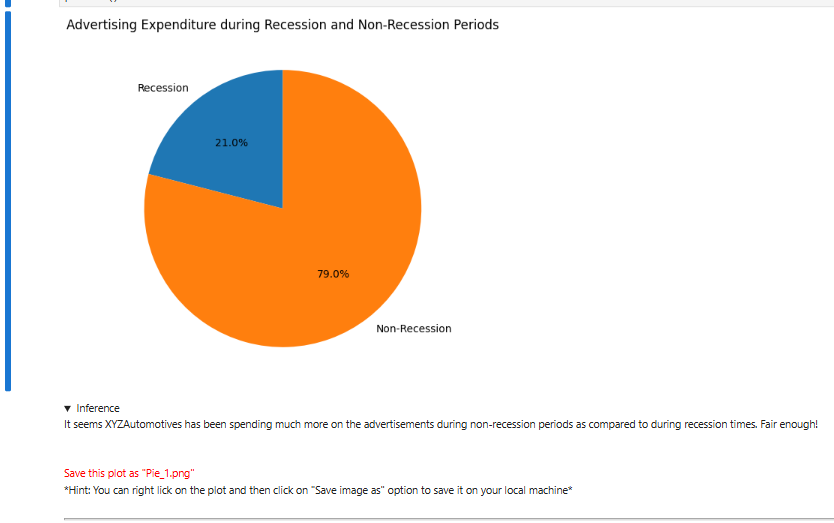 Advertising Expenditure during Recession and Non-Recession Periods
Recession
21.0%
79.0%
Non-Recession
▼ Inference
It seems XYZAutomotives has been spending much more on the advertisements during non-recession periods as compared to during recession times. Fair enough!
Save this plot as "Pie_1.png"
*Hint: You can right lick on the plot and then click on "Save image as" option to save it on your local machine*